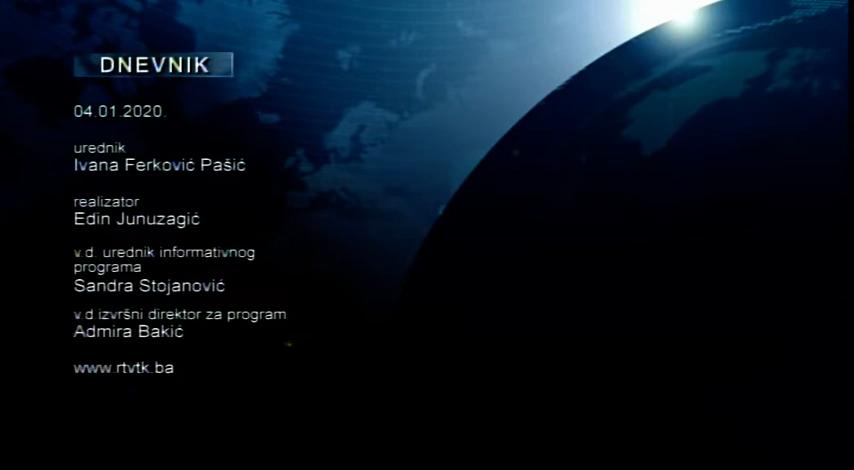 DNEVNIK
04.01.2020.
urednik
Ivana Ferković Pašić
realizator
Edin Junuzagić
v.d. urednik informativnog
programa
Sandra Stojanović
v.d.izvršni direktor za program
Admira Bakić
www.rtvtk.ba